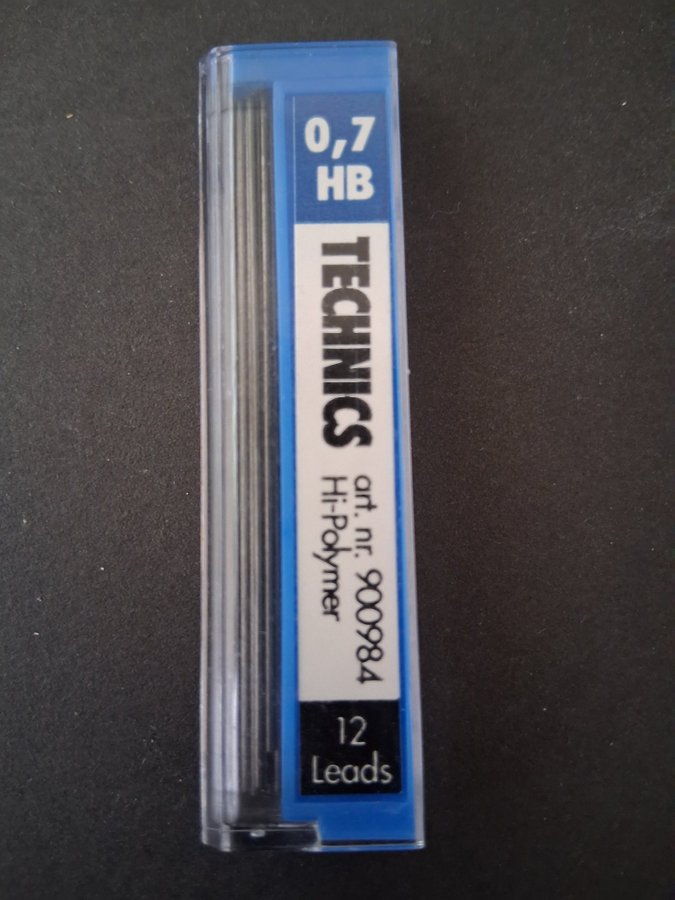 0,7
HB
TECHNICS
art. nr. 900984
Hi-Polymer
12
Leads